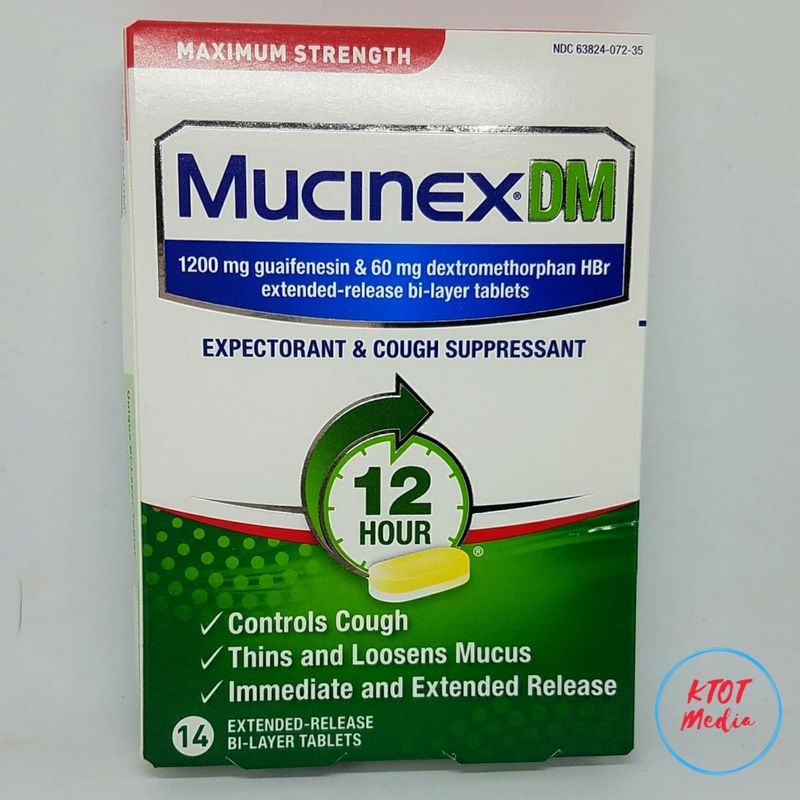 MAXIMUM STRENGTH
NDC 63824-072-35
Mucinex® DM
1200 mg guaifenesin & 60 mg dextromethorphan HBr
extended-release bi-layer tablets
EXPECTORANT & COUGH SUPPRESSANT
12
HOUR
®
✓ Controls Cough
✓ Thins and Loosens Mucus
✓ Immediate and Extended Release
14 EXTENDED-RELEASE
BI-LAYER TABLETS
KTOT
Media